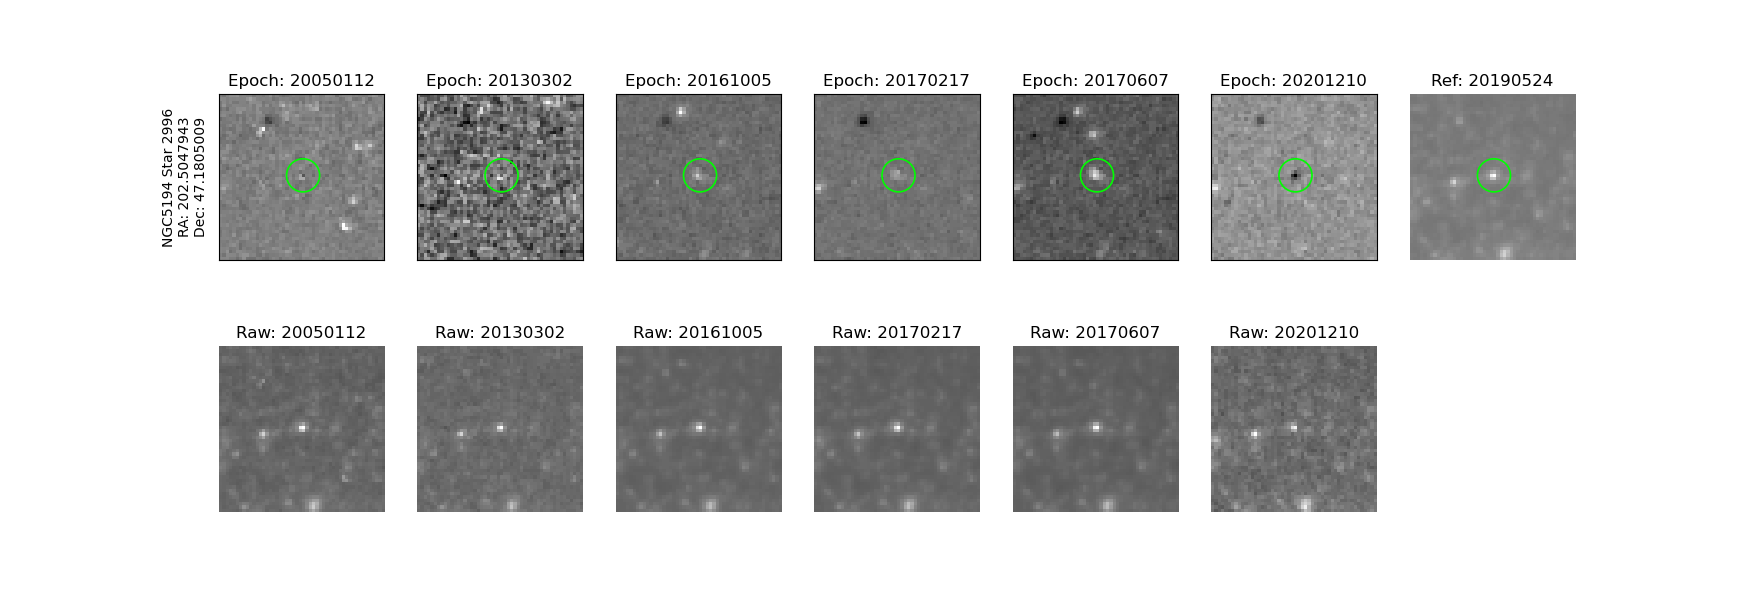 Epoch: 20050112
Epoch: 20130302
Epoch: 20161005
Epoch: 20170217
Epoch: 20170607
Epoch: 20201210
Ref: 20190524
NGC5194 Star 2996
RA: 202.5047943
Dec: 47.1805009
Raw: 20050112
Raw: 20130302
Raw: 20161005
Raw: 20170217
Raw: 20170607
Raw: 20201210